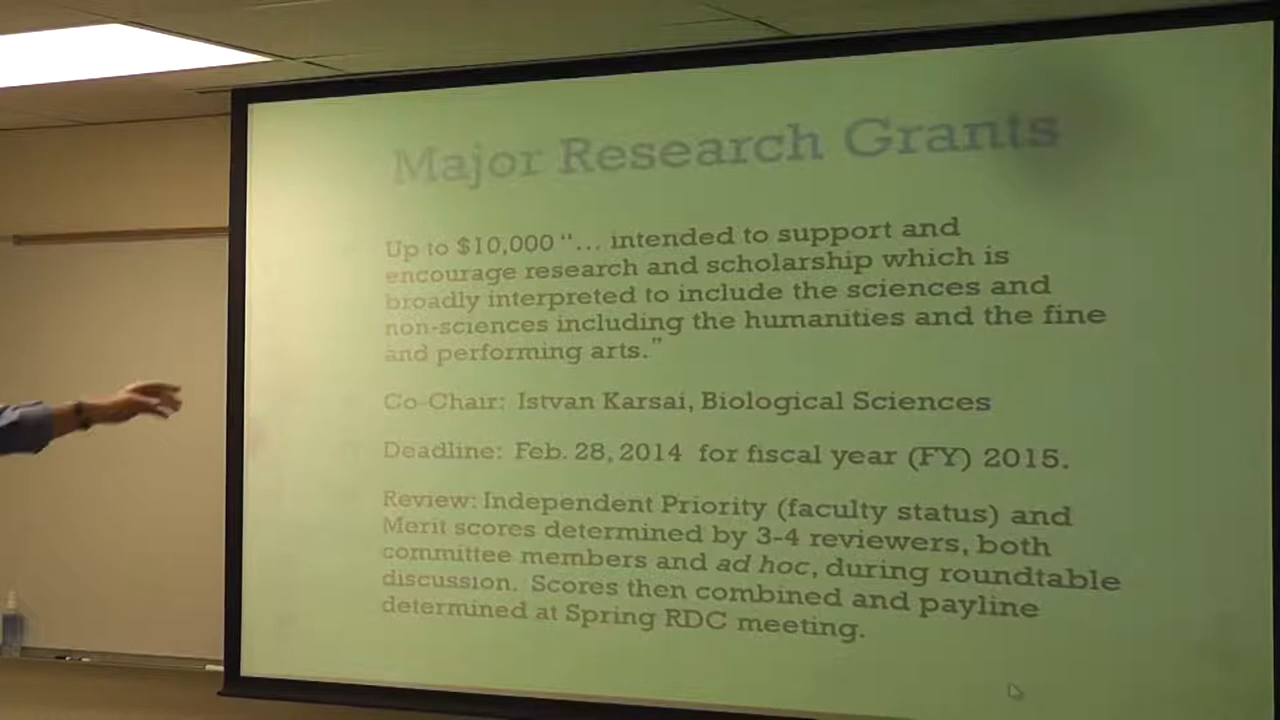 Major Research Grants
Up to $10,000 “… intended to support and
encourage research and scholarship which is
broadly interpreted to include the sciences and
non-sciences including the humanities and the fine
and performing arts.”
Co-Chair: Istvan Karsai, Biological Sciences
Deadline: Feb. 28, 2014 for fiscal year (FY) 2015.
Review: Independent Priority (faculty status) and
Merit scores determined by 3-4 reviewers, both
committee members and ad hoc, during roundtable
discussion. Scores then combined and payline
determined at Spring RDC meeting.